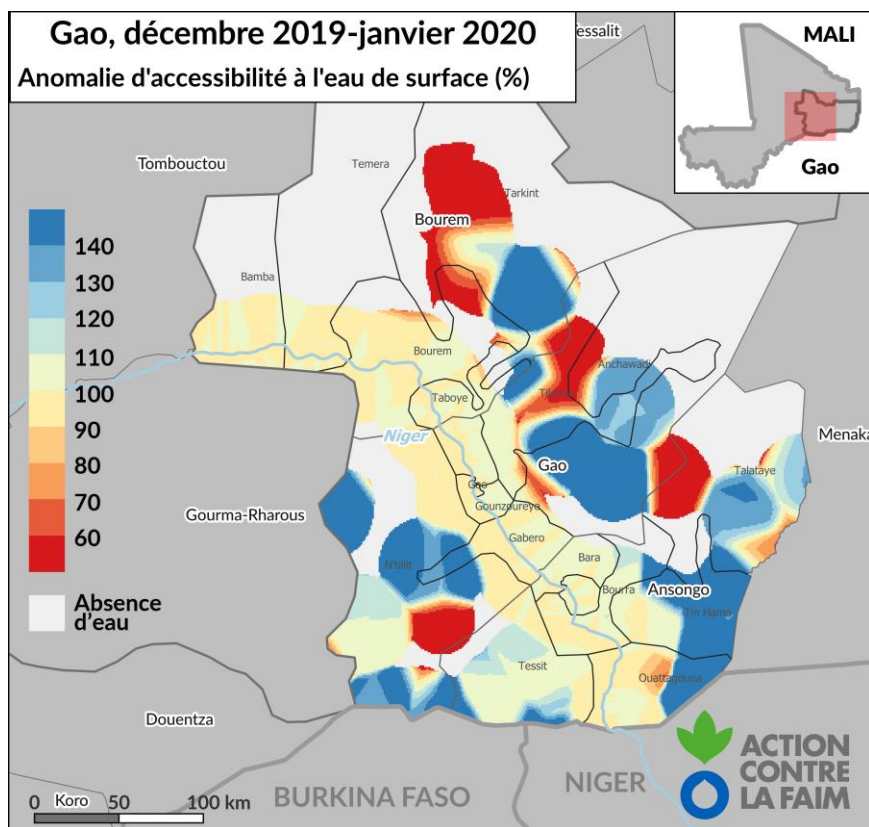 Gao, décembre 2019-janvier 2020
Anomalie d'accessibilité à l'eau de surface (%)
MALI
Gao
Tombouctou
Temera
Tarkint
Bourem
140
130
120
110
100
90
80
70
60
Absence
d'eau
Bamba
Bourem
Taboye
Anchawadi
Niger
Gao
Menaka
Talataye
Gao
Gounzoureye
Gourma-Rharous
Gabero
Bara
N'tillit
Bourra
Ansongo
Tin Hama
Tessit
Ouattagouna
Douentza
ACTION
CONTRE
LA FAIM
NIGER
BURKINA FASO
Koro
0 50 100 km